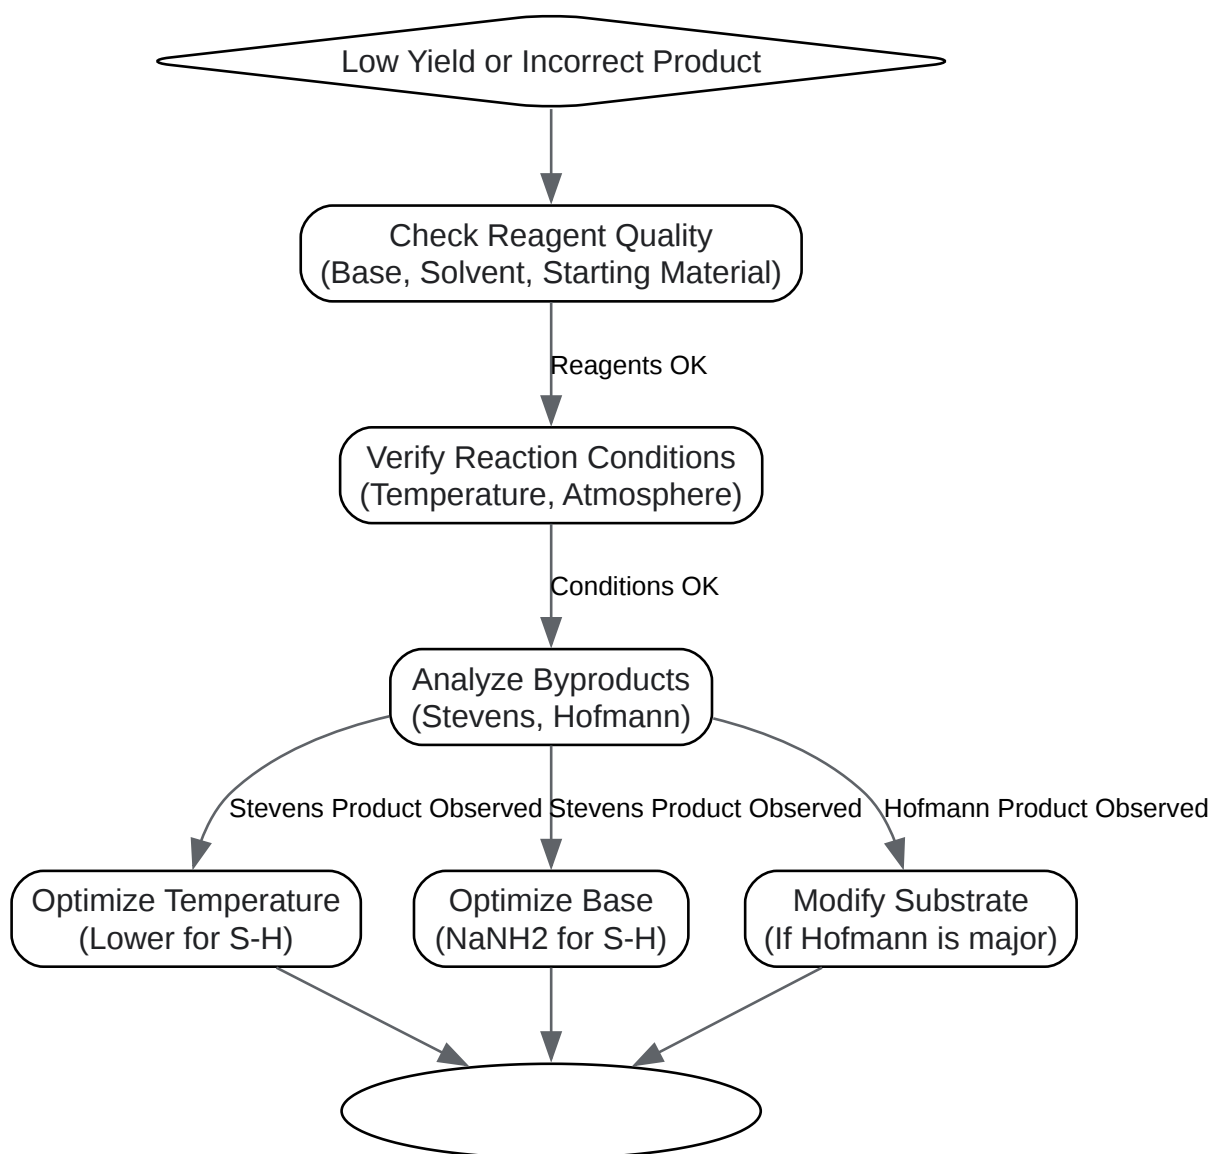 Low Yield or Incorrect Product
Check Reagent Quality
(Base, Solvent, Starting Material)
Reagents OK
Verify Reaction Conditions
(Temperature, Atmosphere)
Conditions OK
Analyze Byproducts
(Stevens, Hofmann)
Stevens Product Observed
Stevens Product Observed
Hofmann Product Observed
Optimize Temperature
(Lower for S-H)
Optimize Base
(NaNH2 for S-H)
Modify Substrate
(If Hofmann is major)